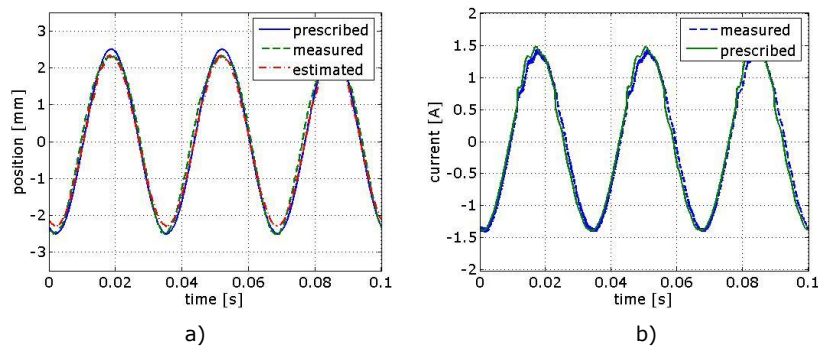 prescribed
measured
estimated
3
2
1
0
-1
-2
-3
position [mm]
0
0.02
0.04
0.06
0.08
0.1
time [s]
a)
measured
prescribed
2
1.5
1
0.5
0
-0.5
-1
-1.5
-2
current [A]
0
0.02
0.04
0.06
0.08
0.1
time [s]
b)